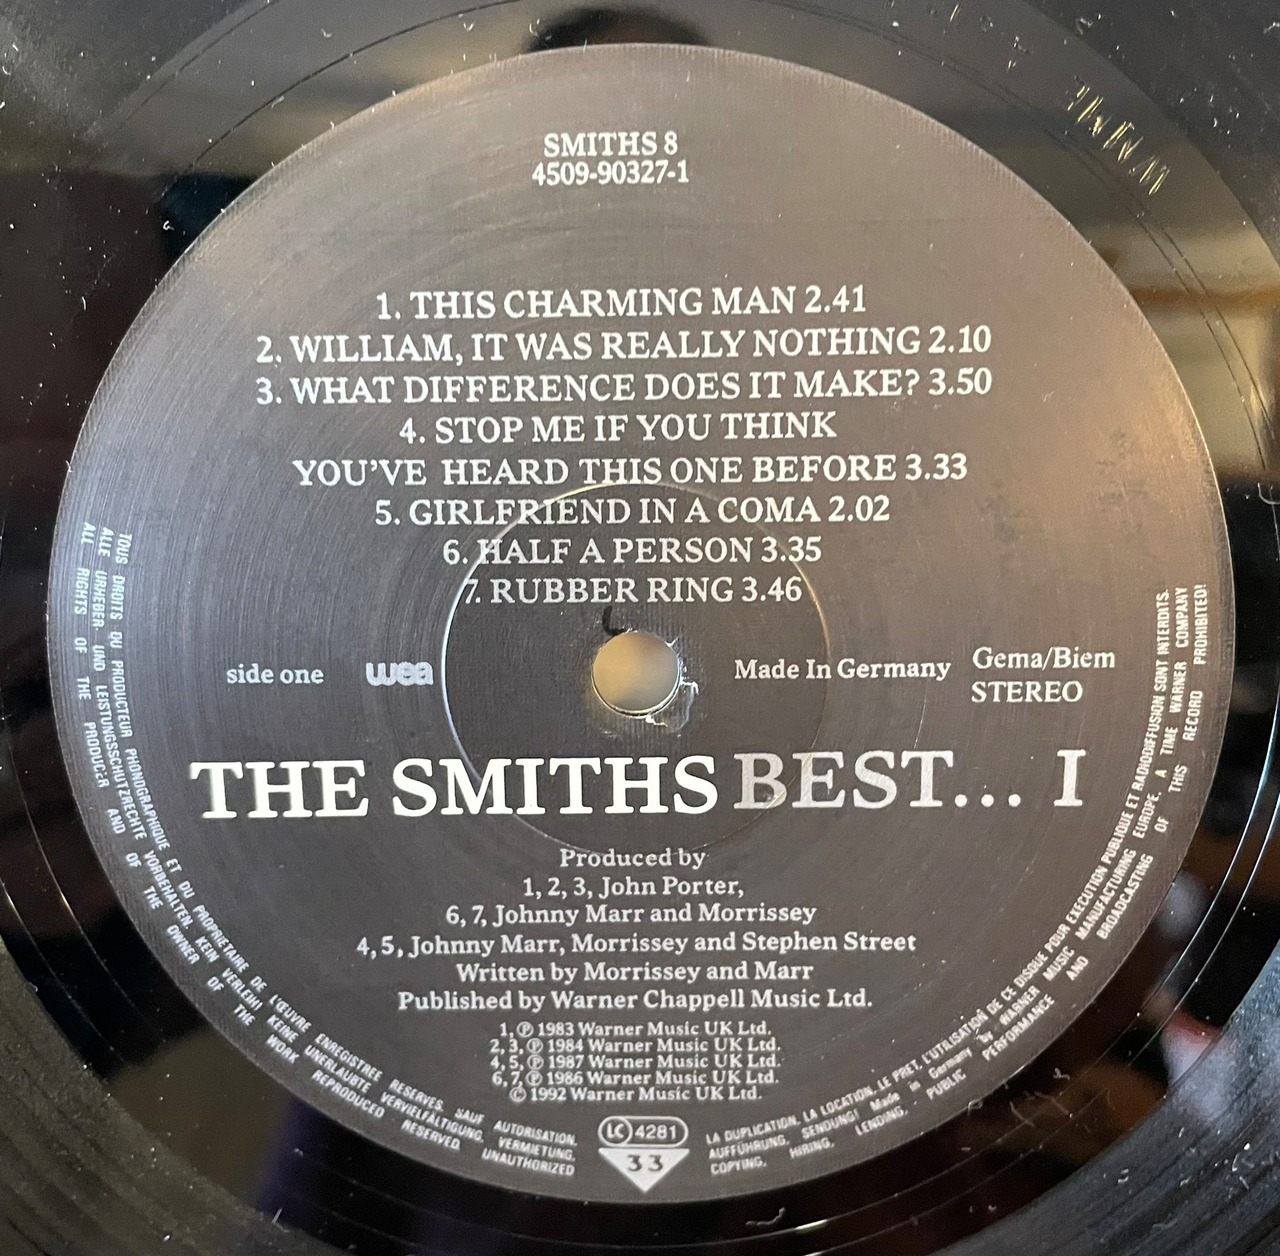 SMITHS 8
4509-90327-1
1. THIS CHARMING MAN 2.41
2. WILLIAM, IT WAS REALLY NOTHING 2.10
3. WHAT DIFFERENCE DOES IT MAKE? 3.50
4. STOP ME IF YOU THINK
YOU'VE HEARD THIS ONE BEFORE 3.33
5. GIRLFRIEND IN A COMA 2.02
6. HALF A PERSON 3.35
7. RUBBER RING 3.46
side one
wea
Made In Germany
Gema/Biem
STEREO
THE SMITHS BEST... I
Produced by
1, 2, 3, John Porter,
6, 7, Johnny Marr and Morrissey
4, 5, Johnny Marr, Morrissey and Stephen Street
Written by Morrissey and Marr
Published by Warner Chappell Music Ltd.
1, ℗ 1983 Warner Music UK Ltd.
2, 3, ℗ 1984 Warner Music UK Ltd.
4, 5, ℗ 1987 Warner Music UK Ltd.
6, 7, ℗ 1986 Warner Music UK Ltd.
© 1992 Warner Music UK Ltd.
LC 4281
33
TOUS DROITS DU PRODUCTEUR PHONOGRAPHIQUE ET DU PROPRIETAIRE DE L'ŒUVRE ENREGISTREE RESERVES. SAUF AUTORISATION, LA DUPLICATION, LA LOCATION, LE PRET, L'UTILISATION DE CE DISQUE POUR EXECUTION PUBLIQUE ET RADIODIFFUSION SONT INTERDITS.
ALLE URHEBER- UND LEISTUNGSSCHUTZRECHTE VORBEHALTEN. KEIN VERLEIH! KEINE UNERLAUBTE VERVIELFÄLTIGUNG, VERMIETUNG, AUFFÜHRUNG, SENDUNG! Made in Germany by WARNER MUSIC MANUFACTURING EUROPE, A TIME WARNER COMPANY
ALL RIGHTS OF THE PRODUCER AND OF THE OWNER OF THE WORK REPRODUCED RESERVED. UNAUTHORIZED COPYING, HIRING, LENDING, PUBLIC PERFORMANCE AND BROADCASTING OF THIS RECORD PROHIBITED!